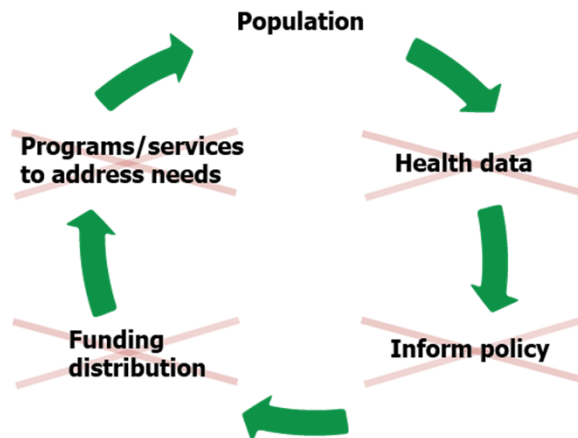 Population
Health data
Inform policy
Funding
distribution
Programs/services
to address needs